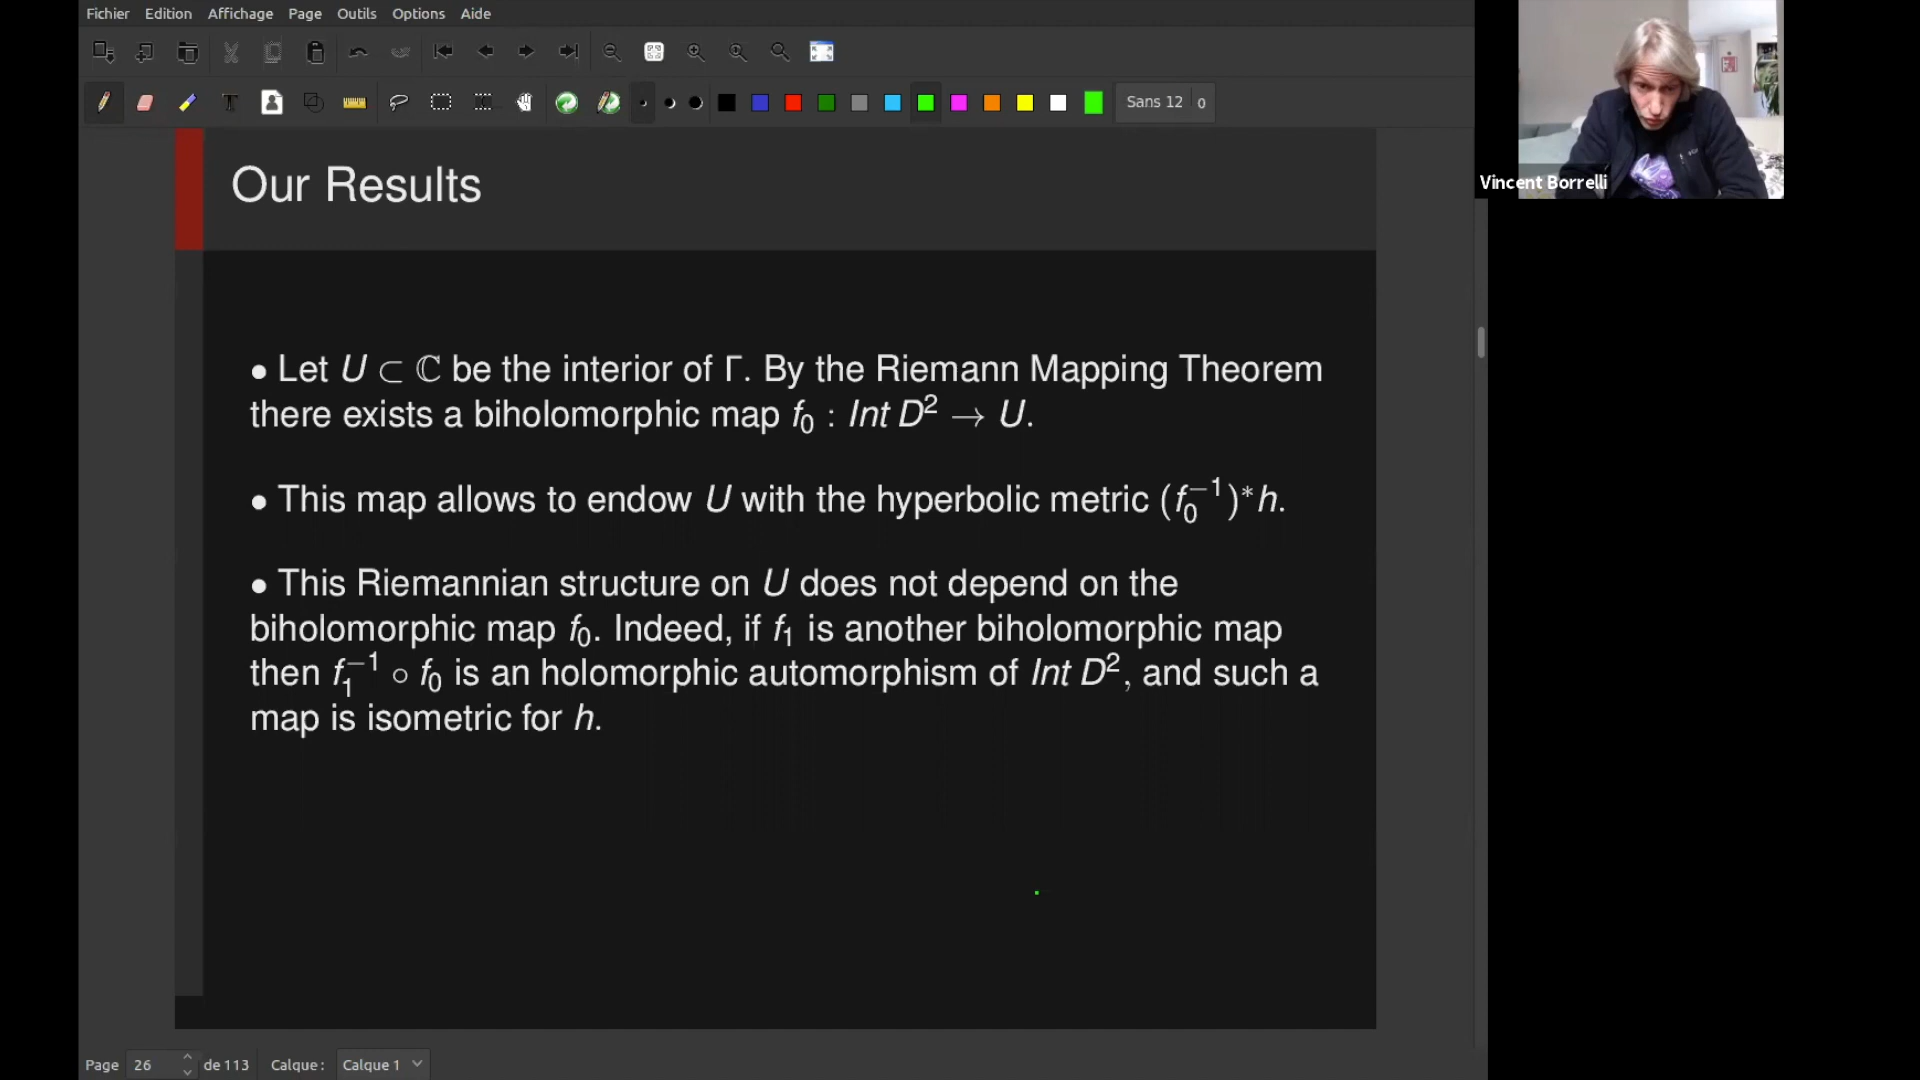 Fichier Edition Affichage Page Outils Options Aide
Sans 12 0
Vincent Borrelli
Our Results
• Let U ⊂ ℂ be the interior of Γ. By the Riemann Mapping Theorem
there exists a biholomorphic map f₀ : Int D² → U.
• This map allows to endow U with the hyperbolic metric (f₀⁻¹)*h.
• This Riemannian structure on U does not depend on the
biholomorphic map f₀. Indeed, if f₁ is another biholomorphic map
then f₁⁻¹ ∘ f₀ is an holomorphic automorphism of Int D², and such a
map is isometric for h.
Page 26 de 113 Calque : Calque 1